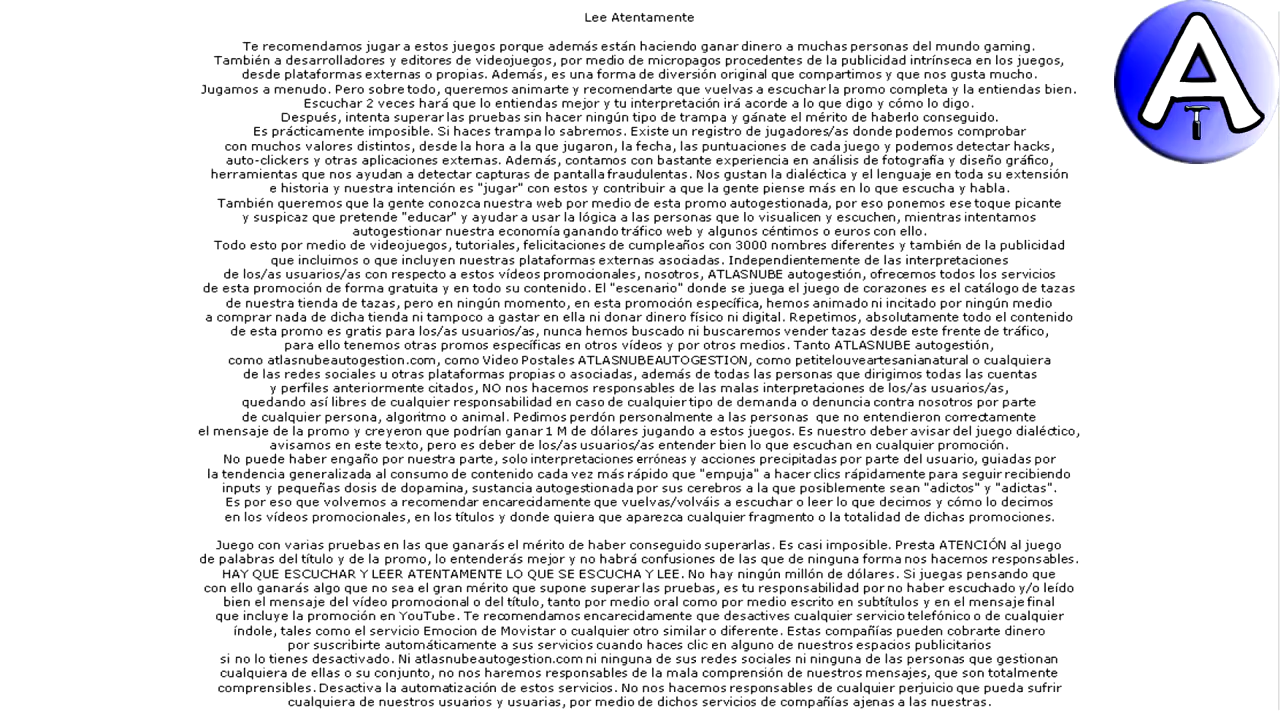 Lee Atentamente
Te recomendamos jugar a estos juegos porque además están haciendo ganar dinero a muchas personas del mundo gaming.
También a desarrolladores y editores de videojuegos, por medio de micropagos procedentes de la publicidad intrínseca en los juegos,
desde plataformas externas o propias. Además, es una forma de diversión original que compartimos y que nos gusta mucho.
Jugamos a menudo. Pero sobre todo, queremos animarte y recomendarte que vuelvas a escuchar la promo completa y la entiendas bien.
Escuchar 2 veces hará que lo entiendas mejor y tu interpretación irá acorde a lo que digo y cómo lo digo.
Después, intenta superar las pruebas sin hacer ningún tipo de trampa y gánate el mérito de haberlo conseguido.
Es prácticamente imposible. Si haces trampa lo sabremos. Existe un registro de jugadores/as donde podemos comprobar
con muchos valores distintos, desde la hora a la que jugaron, la fecha, las puntuaciones de cada juego y podemos detectar hacks,
auto-clickers y otras aplicaciones externas. Además, contamos con bastante experiencia en análisis de fotografía y diseño gráfico,
herramientas que nos ayudan a detectar capturas de pantalla fraudulentas. Nos gustan la dialéctica y el lenguaje en toda su extensión
e historia y nuestra intención es "jugar" con estos y contribuir a que la gente piense más en lo que escucha y habla.
También queremos que la gente conozca nuestra web por medio de esta promo autogestionada, por eso ponemos ese toque picante
y suspicaz que pretende "educar" y ayudar a usar la lógica a las personas que lo visualicen y escuchen, mientras intentamos
autogestionar nuestra economía ganando tráfico web y algunos céntimos o euros con ello.
Todo esto por medio de videojuegos, tutoriales, felicitaciones de cumpleaños con 3000 nombres diferentes y también de la publicidad
que incluimos o que incluyen nuestras plataformas externas asociadas. Independientemente de las interpretaciones
de los/as usuarios/as con respecto a estos vídeos promocionales, nosotros, ATLASNUBE autogestión, ofrecemos todos los servicios
de esta promoción de forma gratuita y en todo su contenido. El "escenario" donde se juega el juego de corazones es el catálogo de tazas
de nuestra tienda de tazas, pero en ningún momento, en esta promoción específica, hemos animado ni incitado por ningún medio
a comprar nada de dicha tienda ni tampoco a gastar en ella ni donar dinero físico ni digital. Repetimos, absolutamente todo el contenido
de esta promo es gratis para los/as usuarios/as, nunca hemos buscado ni buscaremos vender tazas desde este frente de tráfico,
para ello tenemos otras promos específicas en otros vídeos y por otros medios. Tanto ATLASNUBE autogestión,
como atlasnubeautogestion.com, como Video Postales ATLASNUBEAUTOGESTION, como petitelouveartesanianatural o cualquiera
de las redes sociales u otras plataformas propias o asociadas, además de todas las personas que dirigimos todas las cuentas
y perfiles anteriormente citados, NO nos hacemos responsables de las malas interpretaciones de los/as usuarios/as,
quedando así libres de cualquier responsabilidad en caso de cualquier tipo de demanda o denuncia contra nosotros por parte
de cualquier persona, algoritmo o animal. Pedimos perdón personalmente a las personas que no entendieron correctamente
el mensaje de la promo y creyeron que podrían ganar 1 M de dólares jugando a estos juegos. Es nuestro deber avisar del juego dialéctico,
avisamos en este texto, pero es deber de los/as usuarios/as entender bien lo que escuchan en cualquier promoción.
No puede haber engaño por nuestra parte, solo interpretaciones erróneas y acciones precipitadas por parte del usuario, guiadas por
la tendencia generalizada al consumo de contenido cada vez más rápido que "empuja" a hacer clics rápidamente para seguir recibiendo
inputs y pequeñas dosis de dopamina, sustancia autogestionada por sus cerebros a la que posiblemente sean "adictos" y "adictas".
Es por eso que volvemos a recomendar encarecidamente que vuelvas/volváis a escuchar o leer lo que decimos y cómo lo decimos
en los vídeos promocionales, en los títulos y donde quiera que aparezca cualquier fragmento o la totalidad de dichas promociones.
Juego con varias pruebas en las que ganarás el mérito de haber conseguido superarlas. Es casi imposible. Presta ATENCIÓN al juego
de palabras del título y de la promo, lo entenderás mejor y no habrá confusiones de las que de ninguna forma nos hacemos responsables.
HAY QUE ESCUCHAR Y LEER ATENTAMENTE LO QUE SE ESCUCHA Y LEE. No hay ningún millón de dólares. Si juegas pensando que
con ello ganarás algo que no sea el gran mérito que supone superar las pruebas, es tu responsabilidad por no haber escuchado y/o leído
bien el mensaje del vídeo promocional o del título, tanto por medio oral como por medio escrito en subtítulos y en el mensaje final
que incluye la promoción en YouTube. Te recomendamos encarecidamente que desactives cualquier servicio telefónico o de cualquier
índole, tales como el servicio Emocion de Movistar o cualquier otro similar o diferente. Estas compañías pueden cobrarte dinero
por suscribirte automáticamente a sus servicios cuando haces clic en alguno de nuestros espacios publicitarios
si no lo tienes desactivado. Ni atlasnubeautogestion.com ni ninguna de sus redes sociales ni ninguna de las personas que gestionan
cualquiera de ellas o su conjunto, no nos haremos responsables de la mala comprensión de nuestros mensajes, que son totalmente
comprensibles. Desactiva la automatización de estos servicios. No nos hacemos responsables de cualquier perjuicio que pueda sufrir
cualquiera de nuestros usuarios y usuarias, por medio de dichos servicios de compañías ajenas a las nuestras.
A